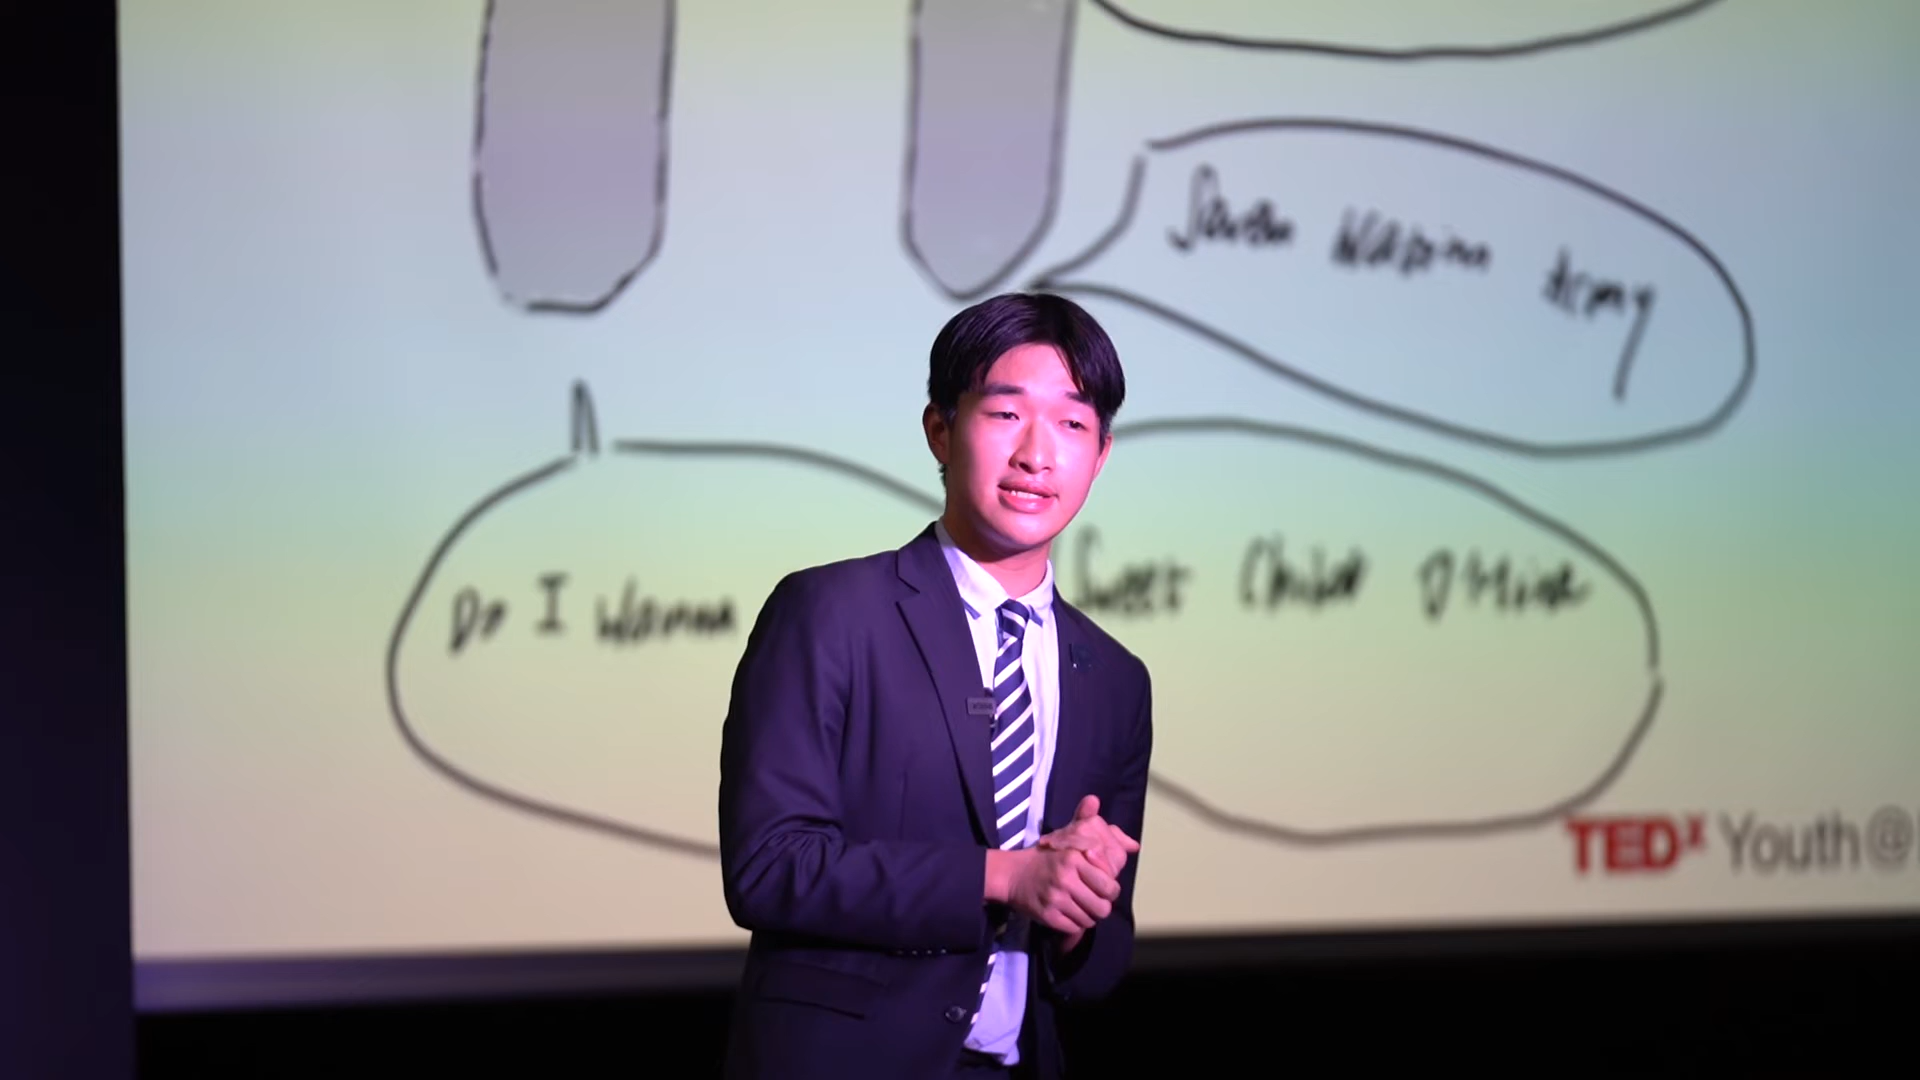 Seven Nation Army
Do I Wanna
Sweet Child O Mine
TEDx Youth@